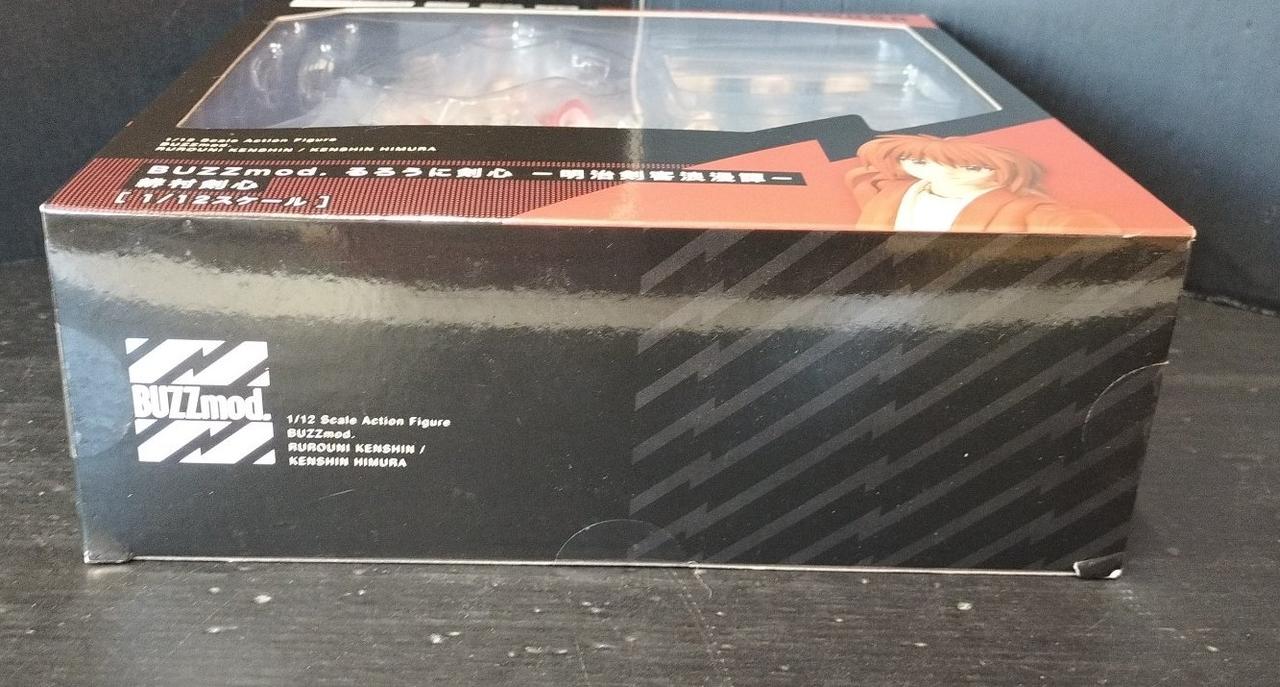 1/12 Scale Action Figure
BUZZmod.
RUROUNI KENSHIN / KENSHIN HIMURA
BUZZmod. るろうに剣心 －明治剣客浪漫譚－
緋村剣心
[ 1/12スケール ]
BUZZmod.
1/12 Scale Action Figure
BUZZmod.
RUROUNI KENSHIN /
KENSHIN HIMURA